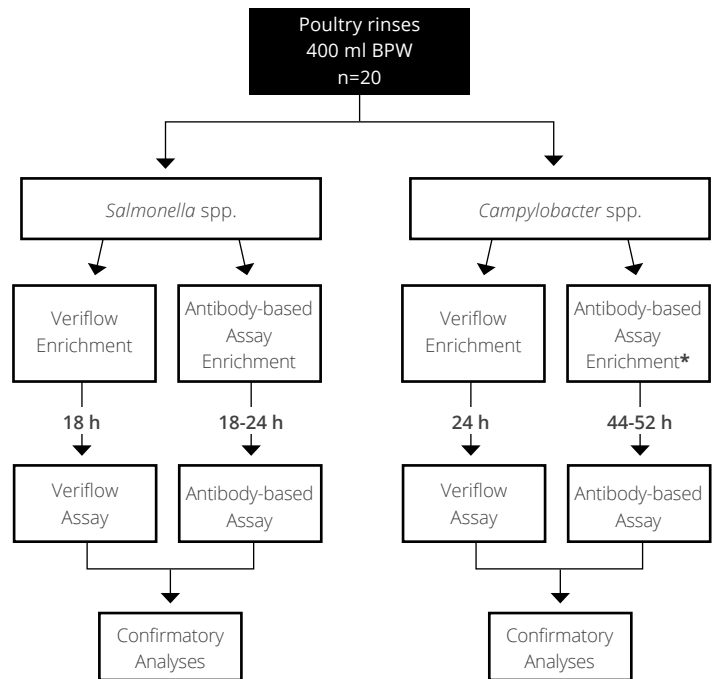 Poultry rinses
400 ml BPW
n=20
Salmonella spp.
Campylobacter spp.
Veriflow
Enrichment
Antibody-based
Assay
Enrichment
Veriflow
Enrichment
Antibody-based
Assay
Enrichment*
18 h
18-24 h
24 h
44-52 h
Veriflow
Assay
Antibody-based
Assay
Veriflow
Assay
Antibody-based
Assay
Confirmatory
Analyses
Confirmatory
Analyses